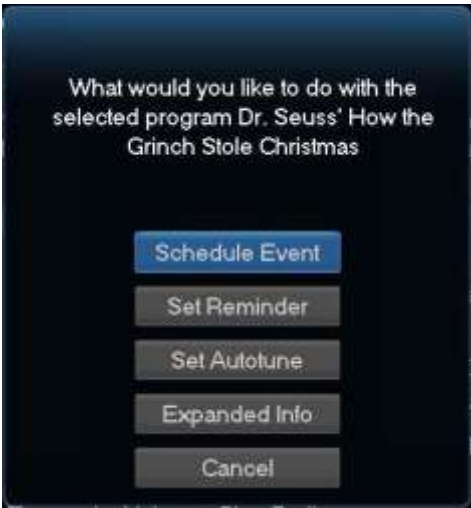 What would you like to do with the
selected program Dr. Seuss' How the
Grinch Stole Christmas
Schedule Event
Set Reminder
Set Autotune
Expanded Info
Cancel